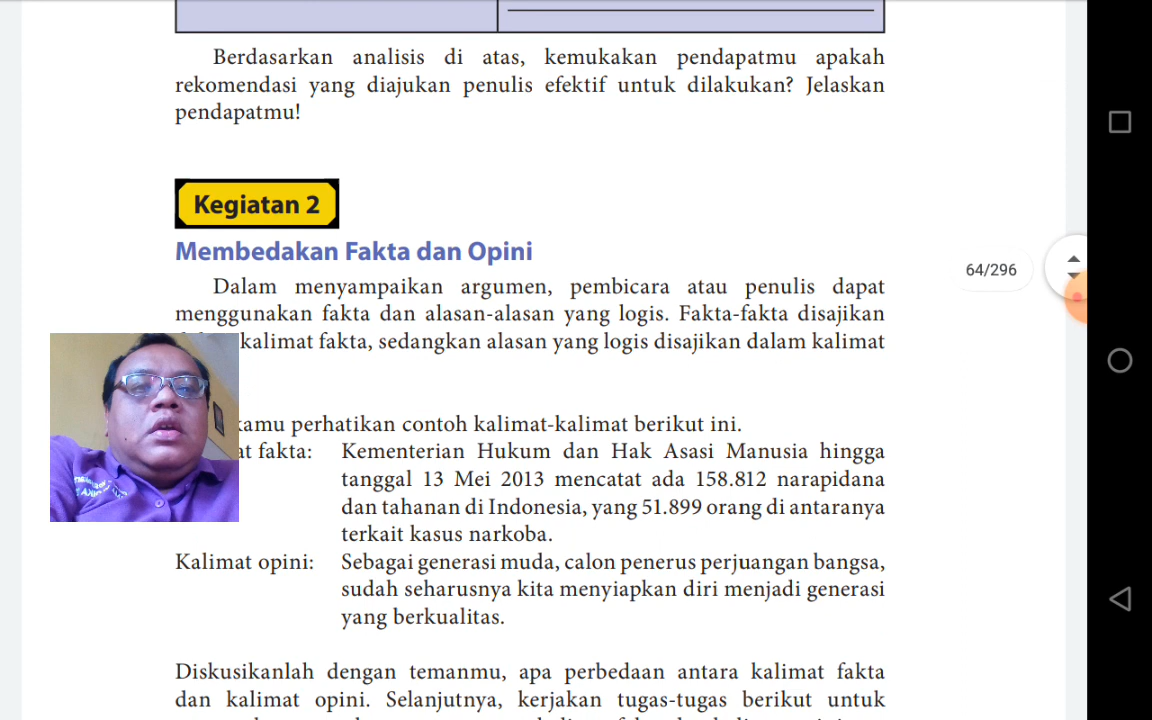 Berdasarkan analisis di atas, kemukakan pendapatmu apakah
rekomendasi yang diajukan penulis efektif untuk dilakukan? Jelaskan
pendapatmu!
Kegiatan 2
Membedakan Fakta dan Opini
Dalam menyampaikan argumen, pembicara atau penulis dapat
menggunakan fakta dan alasan-alasan yang logis. Fakta-fakta disajikan
64/296
kalimat fakta, sedangkan alasan yang logis disajikan dalam kalimat
kamu perhatikan contoh kalimat-kalimat berikut ini.
at fakta: Kementerian Hukum dan Hak Asasi Manusia hingga
tanggal 13 Mei 2013 mencatat ada 158.812 narapidana
dan tahanan di Indonesia, yang 51.899 orang di antaranya
terkait kasus narkoba.
Kalimat opini: Sebagai generasi muda, calon penerus perjuangan bangsa,
sudah seharusnya kita menyiapkan diri menjadi generasi
yang berkualitas.
Diskusikanlah dengan temanmu, apa perbedaan antara kalimat fakta
dan kalimat opini. Selanjutnya, kerjakan tugas-tugas berikut untuk